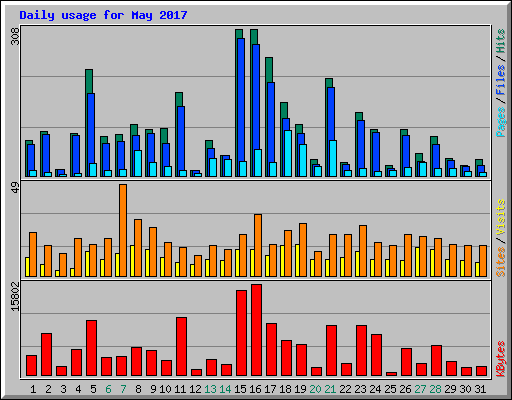 Daily usage for May 2017
308
Pages / Files / Hits
49
Sites / Visits
15802
KBytes
1 2 3 4 5 6 7 8 9 10 11 12 13 14 15 16 17 18 19 20 21 22 23 24 25 26 27 28 29 30 31